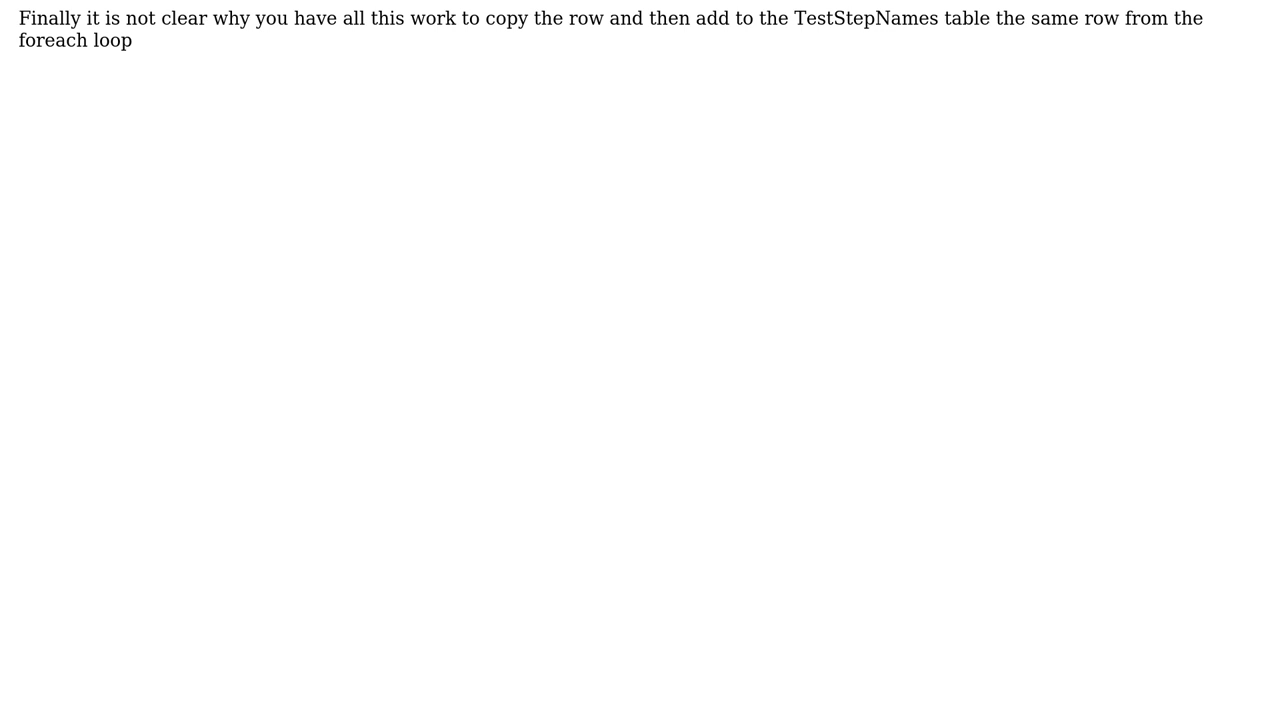 Finally it is not clear why you have all this work to copy the row and then add to the TestStepNames table the same row from the
foreach loop